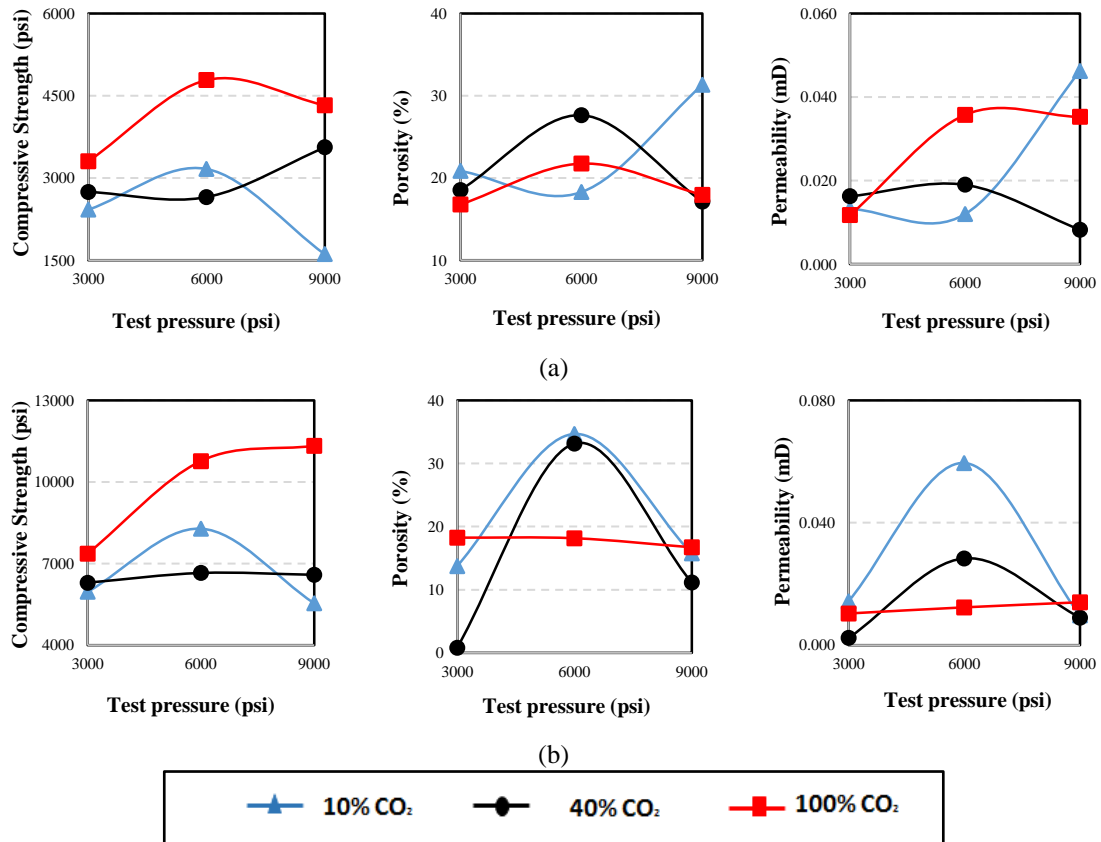 Compressive Strength (psi)
6000
4500
3000
1500
3000
6000
9000
Test pressure (psi)
Porosity (%)
40
30
20
10
3000
6000
9000
Test pressure (psi)
Permeability (mD)
0.060
0.040
0.020
0.000
3000
6000
9000
Test pressure (psi)
(a)
Compressive Strength (psi)
13000
10000
7000
4000
3000
6000
9000
Test pressure (psi)
Porosity (%)
40
30
20
10
0
3000
6000
9000
Test pressure (psi)
Permeability (mD)
0.080
0.040
0.000
3000
6000
9000
Test pressure (psi)
(b)
10% CO₂
40% CO₂
100% CO₂